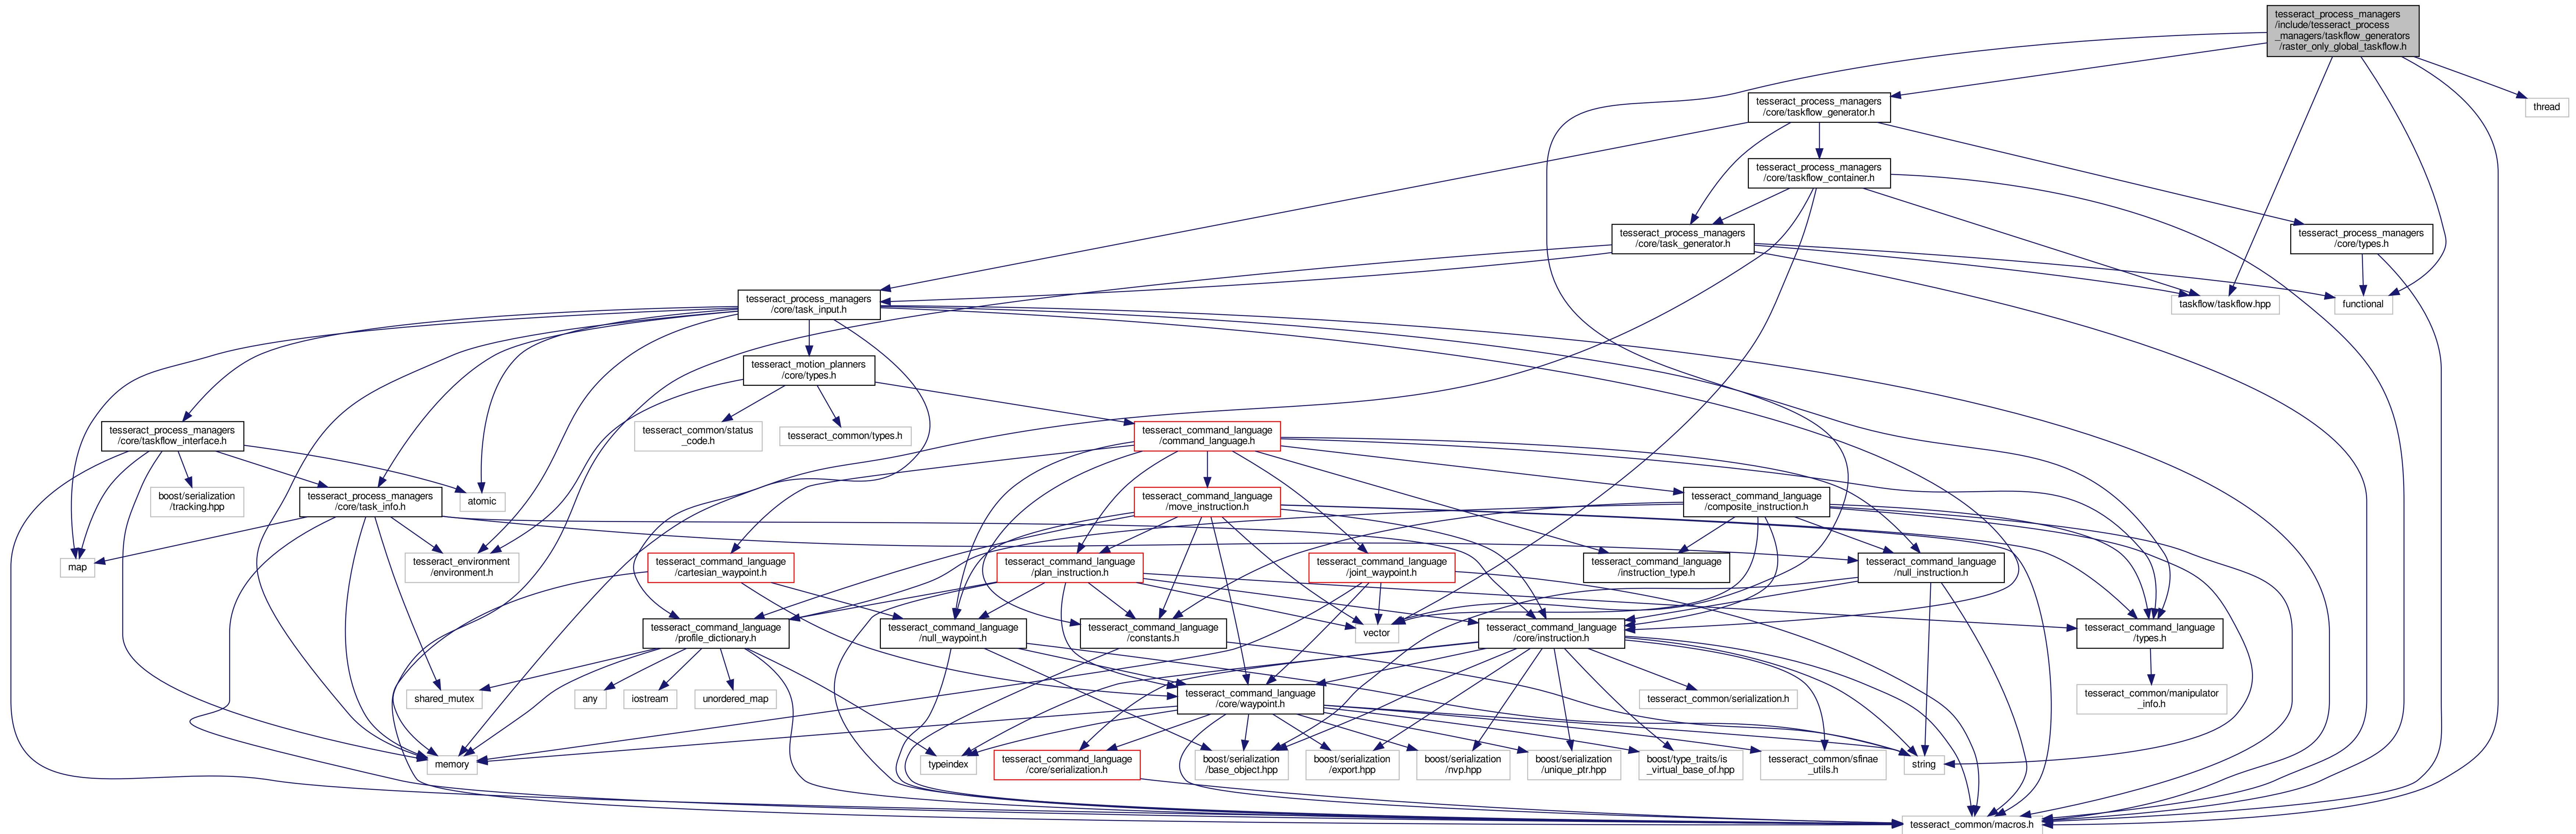 tesseract_process_managers
/include/tesseract_process
_managers/taskflow_generators
/raster_only_global_taskflow.h
tesseract_process_managers
/core/taskflow_generator.h
thread
tesseract_process_managers
/core/taskflow_container.h
tesseract_process_managers
/core/task_generator.h
tesseract_process_managers
/core/types.h
tesseract_process_managers
/core/task_input.h
taskflow/taskflow.hpp
functional
tesseract_motion_planners
/core/types.h
tesseract_process_managers
/core/taskflow_interface.h
tesseract_common/status
_code.h
tesseract_common/types.h
tesseract_command_language
/command_language.h
boost/serialization
/tracking.hpp
tesseract_process_managers
/core/task_info.h
atomic
tesseract_command_language
/move_instruction.h
tesseract_command_language
/composite_instruction.h
map
tesseract_environment
/environment.h
tesseract_command_language
/cartesian_waypoint.h
tesseract_command_language
/plan_instruction.h
tesseract_command_language
/joint_waypoint.h
tesseract_command_language
/instruction_type.h
tesseract_command_language
/null_instruction.h
tesseract_command_language
/profile_dictionary.h
tesseract_command_language
/null_waypoint.h
tesseract_command_language
/constants.h
vector
tesseract_command_language
/core/instruction.h
tesseract_command_language
/types.h
shared_mutex
any
iostream
unordered_map
tesseract_command_language
/core/waypoint.h
tesseract_common/serialization.h
tesseract_common/manipulator
_info.h
memory
typeindex
tesseract_command_language
/core/serialization.h
boost/serialization
/base_object.hpp
boost/serialization
/export.hpp
boost/serialization
/nvp.hpp
boost/serialization
/unique_ptr.hpp
boost/type_traits/is
_virtual_base_of.hpp
tesseract_common/sfinae
_utils.h
string
tesseract_common/macros.h